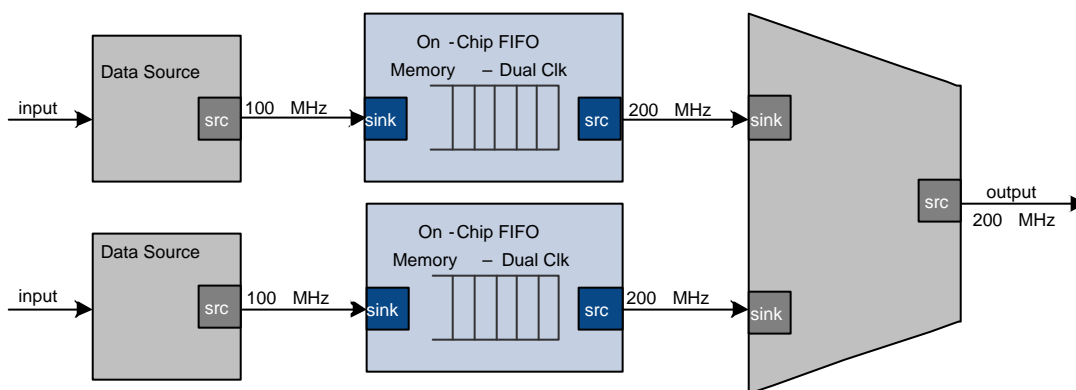 On -Chip FIFO
Memory – Dual Clk
Data Source
input
src
100 MHz
sink
src
200 MHz
sink
src
output
200 MHz
On -Chip FIFO
Memory – Dual Clk
Data Source
input
src
100 MHz
sink
src
200 MHz
sink